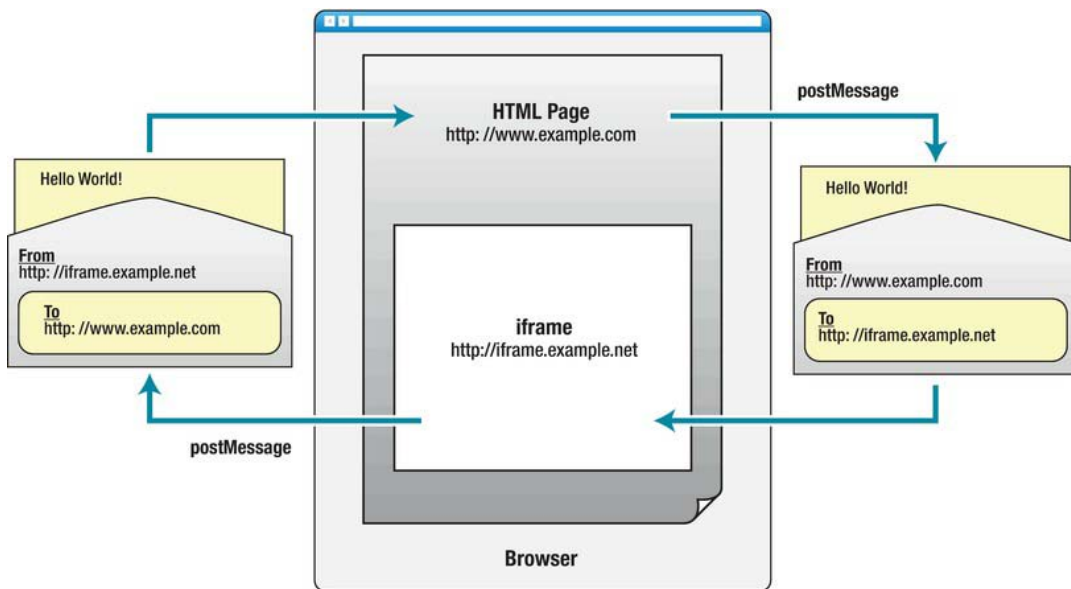 HTML Page
http: //www.example.com
postMessage
Hello World!
From
http: //iframe.example.net
To
http: //www.example.com
Hello World!
From
http: //www.example.com
To
http: //iframe.example.net
iframe
http://iframe.example.net
postMessage
Browser